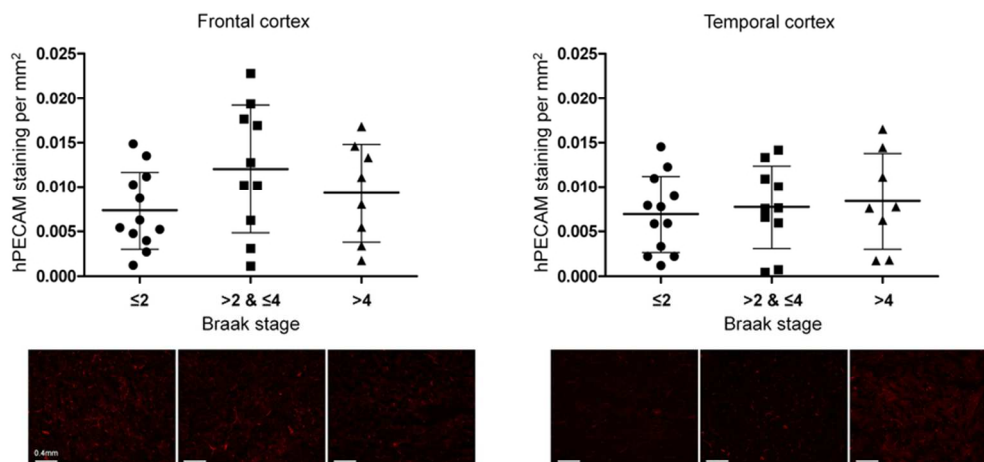 Frontal cortex
hPECAM staining per mm²
0.025
0.020
0.015
0.010
0.005
0.000
≤2 >2 & ≤4 >4
Braak stage
0.4mm
Temporal cortex
hPECAM staining per mm²
0.025
0.020
0.015
0.010
0.005
0.000
≤2 >2 & ≤4 >4
Braak stage